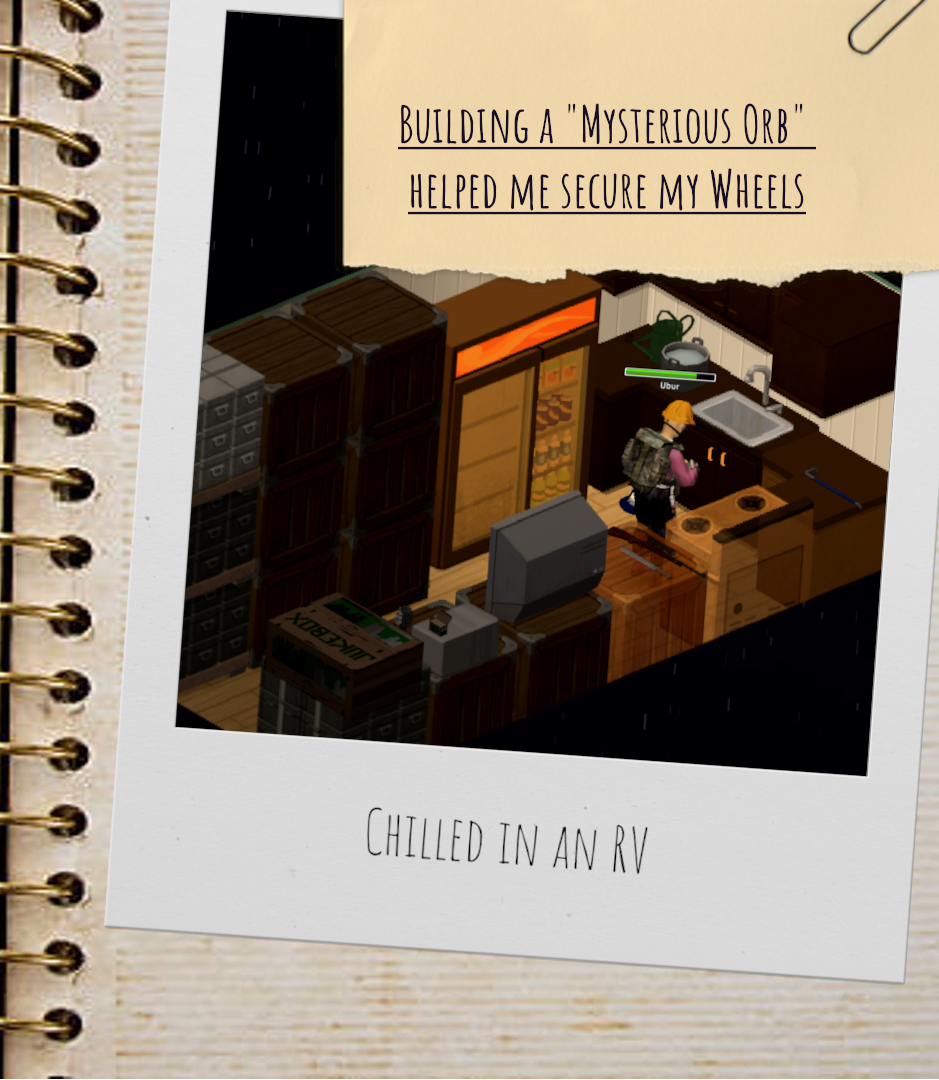 Building a "Mysterious Orb"
helped me secure my Wheels
Ubur
JUKEBOX
Chilled in an RV